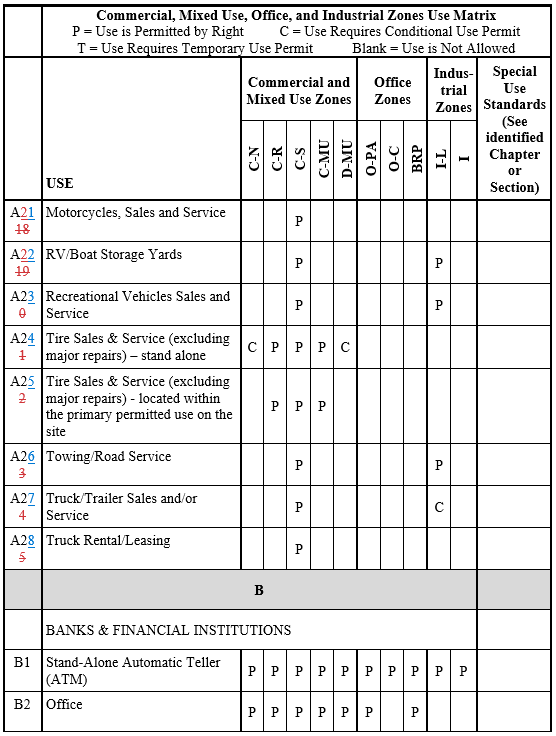 Commercial, Mixed Use, Office, and Industrial Zones Use Matrix
P = Use is Permitted by Right C = Use Requires Conditional Use Permit
T = Use Requires Temporary Use Permit Blank = Use is Not Allowed
USE
Commercial and
Mixed Use Zones
Office
Zones
Indus-
trial
Zones
Special
Use
Standards
(See
identified
Chapter
or
Section)
C-N C-R C-S C-MU D-MU O-PA O-C BRP I-L I
A21 Motorcycles, Sales and Service
18 P
A22 RV/Boat Storage Yards
19 P P
A23 Recreational Vehicles Sales and
0 Service P P
A24 Tire Sales & Service (excluding
1 major repairs) – stand alone C P P P C
A25 Tire Sales & Service (excluding
2 major repairs) - located within
the primary permitted use on the P P P
site
A26 Towing/Road Service
3 P P
A27 Truck/Trailer Sales and/or
4 Service P C
A28 Truck Rental/Leasing
5 P
B
BANKS & FINANCIAL INSTITUTIONS
B1 Stand-Alone Automatic Teller
(ATM) P P P P P P P P P P
B2 Office
P P P P P P P